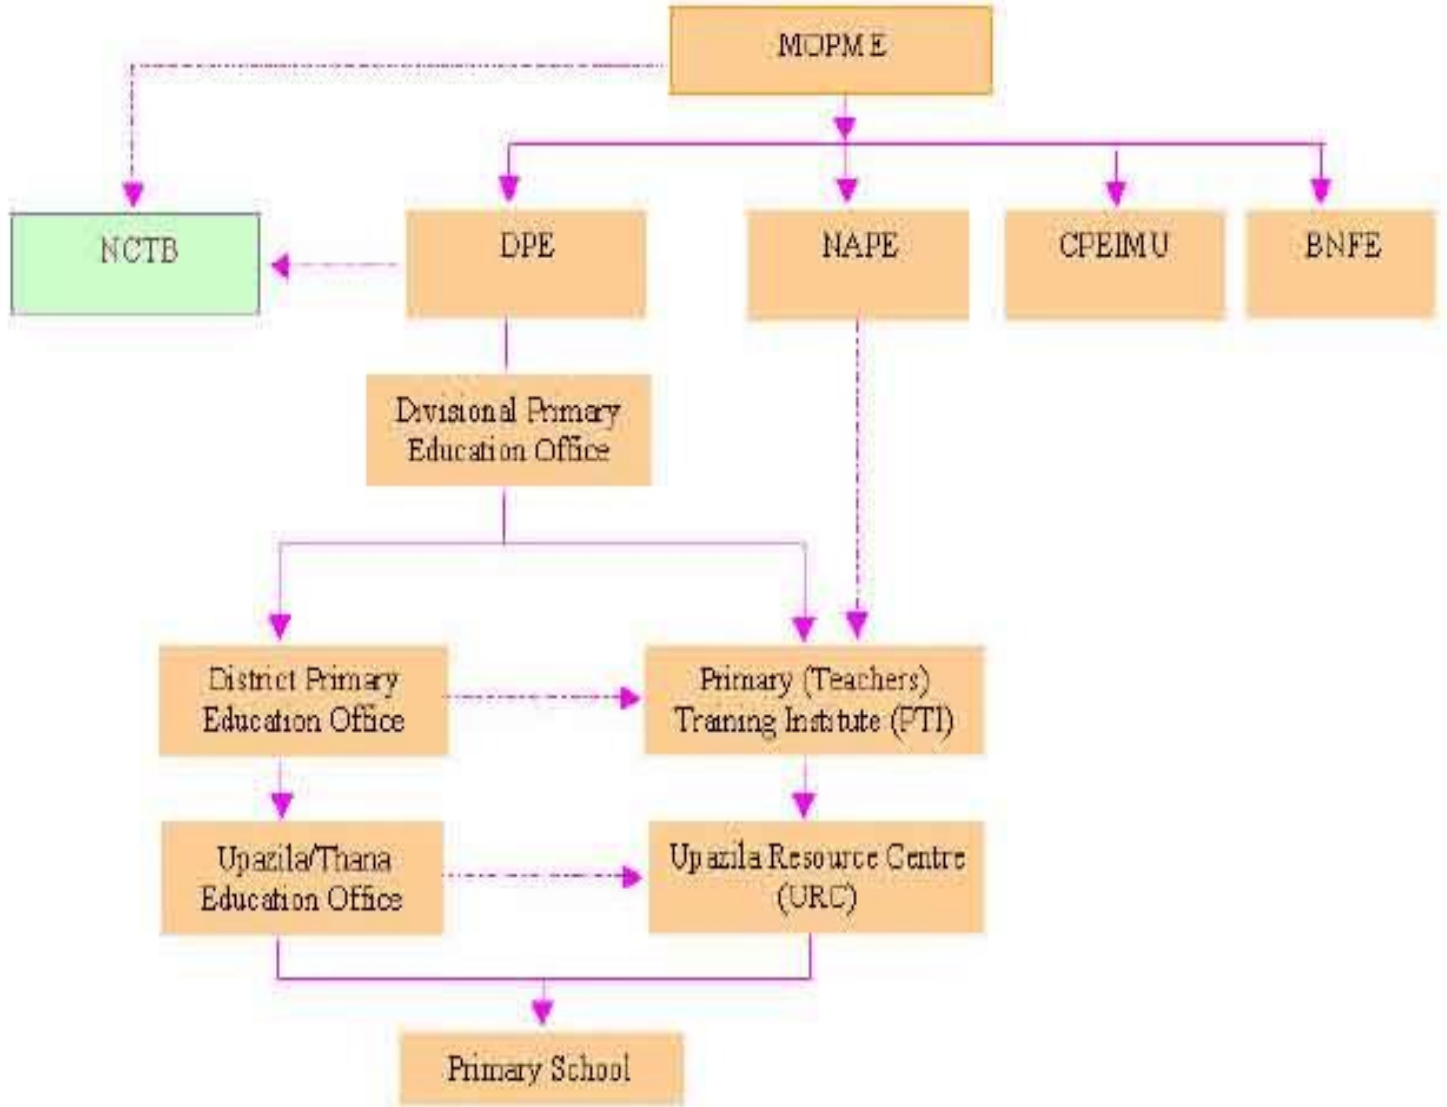 MOPME
NCTB
DPE
NAPE
CPEIMU
BNFE
Divisional Primary
Education Office
District Primary
Education Office
Primary (Teachers)
Training Institute (PTI)
Upazila/Thana
Education Office
Upazila Resource Centre
(URC)
Primary School